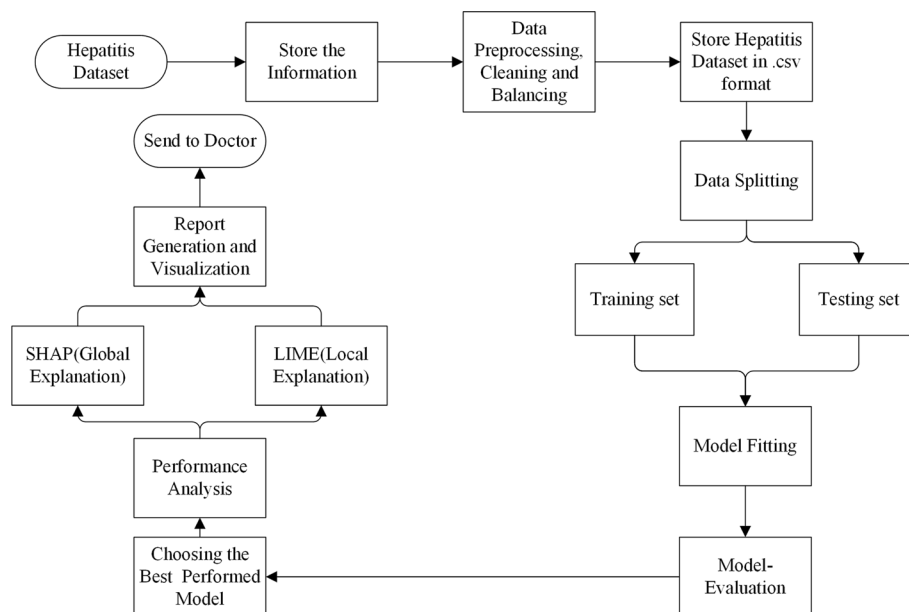 Hepatitis
Dataset
Store the
Information
Data
Preprocessing,
Cleaning and
Balancing
Store Hepatitis
Dataset in .csv
format
Send to Doctor
Data Splitting
Report
Generation and
Visualization
Training set
Testing set
SHAP(Global
Explanation)
LIME(Local
Explanation)
Model Fitting
Performance
Analysis
Choosing the
Best Performed
Model
Model-
Evaluation